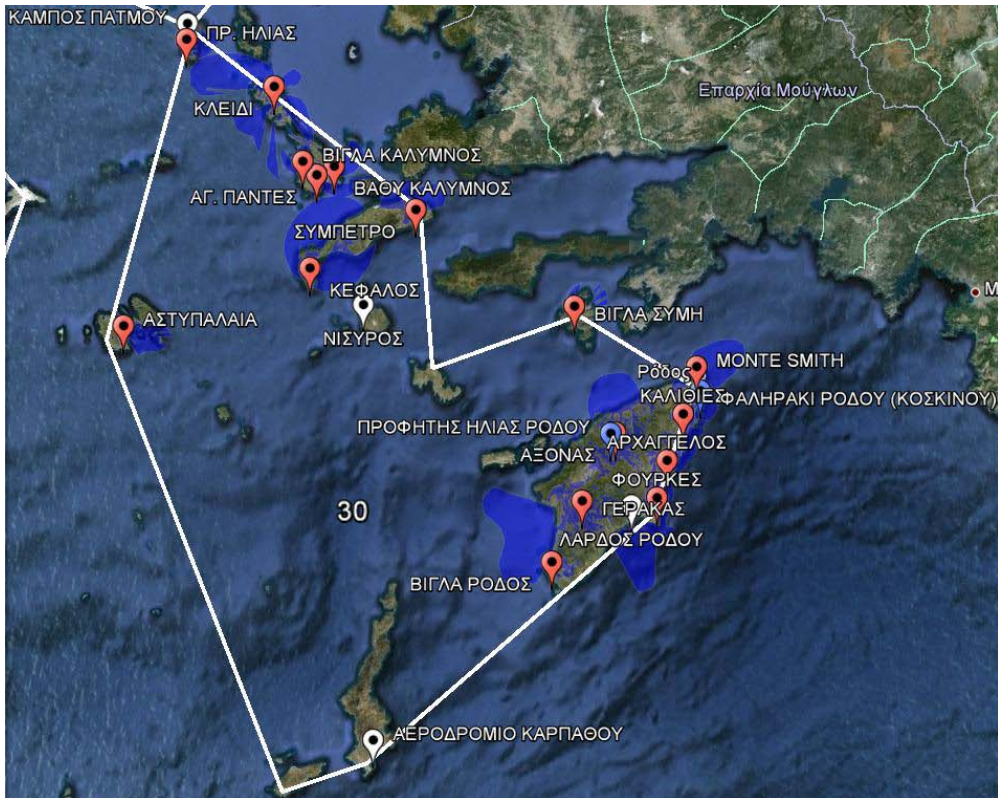 ΚΑΜΠΟΣ ΠΑΤΜΟΥ
ΠΡ. ΗΛΙΑΣ
Επαρχία Μούγλων
ΚΛΕΙΔΙ
ΒΙΓΛΑ ΚΑΛΥΜΝΟΣ
ΑΓ. ΠΑΝΤΕΣ
ΒΑΘΥ ΚΑΛΥΜΝΟΣ
ΣΥΜΠΕΤΡΟ
ΚΕΦΑΛΟΣ
Μ
ΑΣΤΥΠΑΛΑΙΑ
ΝΙΣΥΡΟΣ
ΒΙΓΛΑ ΣΥΜΗ
MONTE SMITH
Ρόδος
ΚΑΛΙΘΙΕΣ
ΦΑΛΗΡΑΚΙ ΡΟΔΟΥ (ΚΟΣΚΙΝΟΥ)
ΠΡΟΦΗΤΗΣ ΗΛΙΑΣ ΡΟΔΟΥ
ΑΡΧΑΓΓΕΛΟΣ
ΑΞΟΝΑΣ
ΦΟΥΡΚΕΣ
30
ΓΕΡΑΚΑΣ
ΛΑΡΔΟΣ ΡΟΔΟΥ
ΒΙΓΛΑ ΡΟΔΟΣ
ΑΕΡΟΔΡΟΜΙΟ ΚΑΡΠΑΘΟΥ